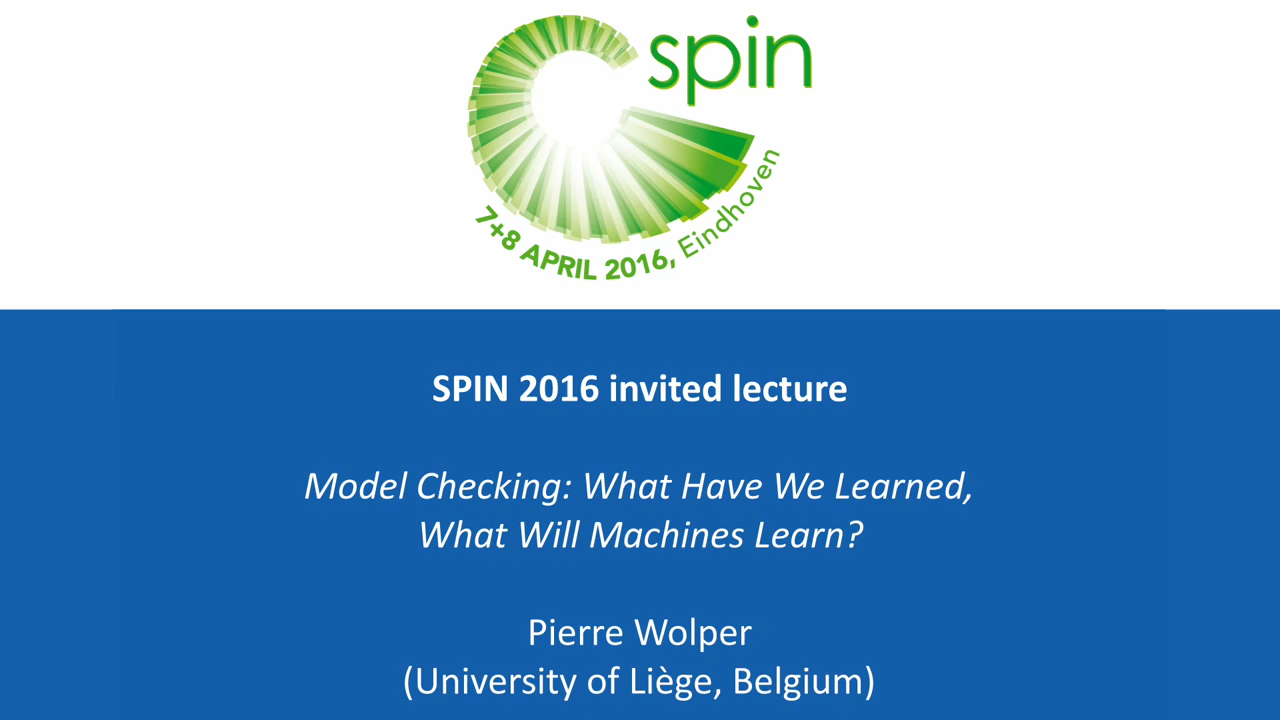 spin
7+8 APRIL 2016, Eindhoven
SPIN 2016 invited lecture
Model Checking: What Have We Learned,
What Will Machines Learn?
Pierre Wolper
(University of Liège, Belgium)